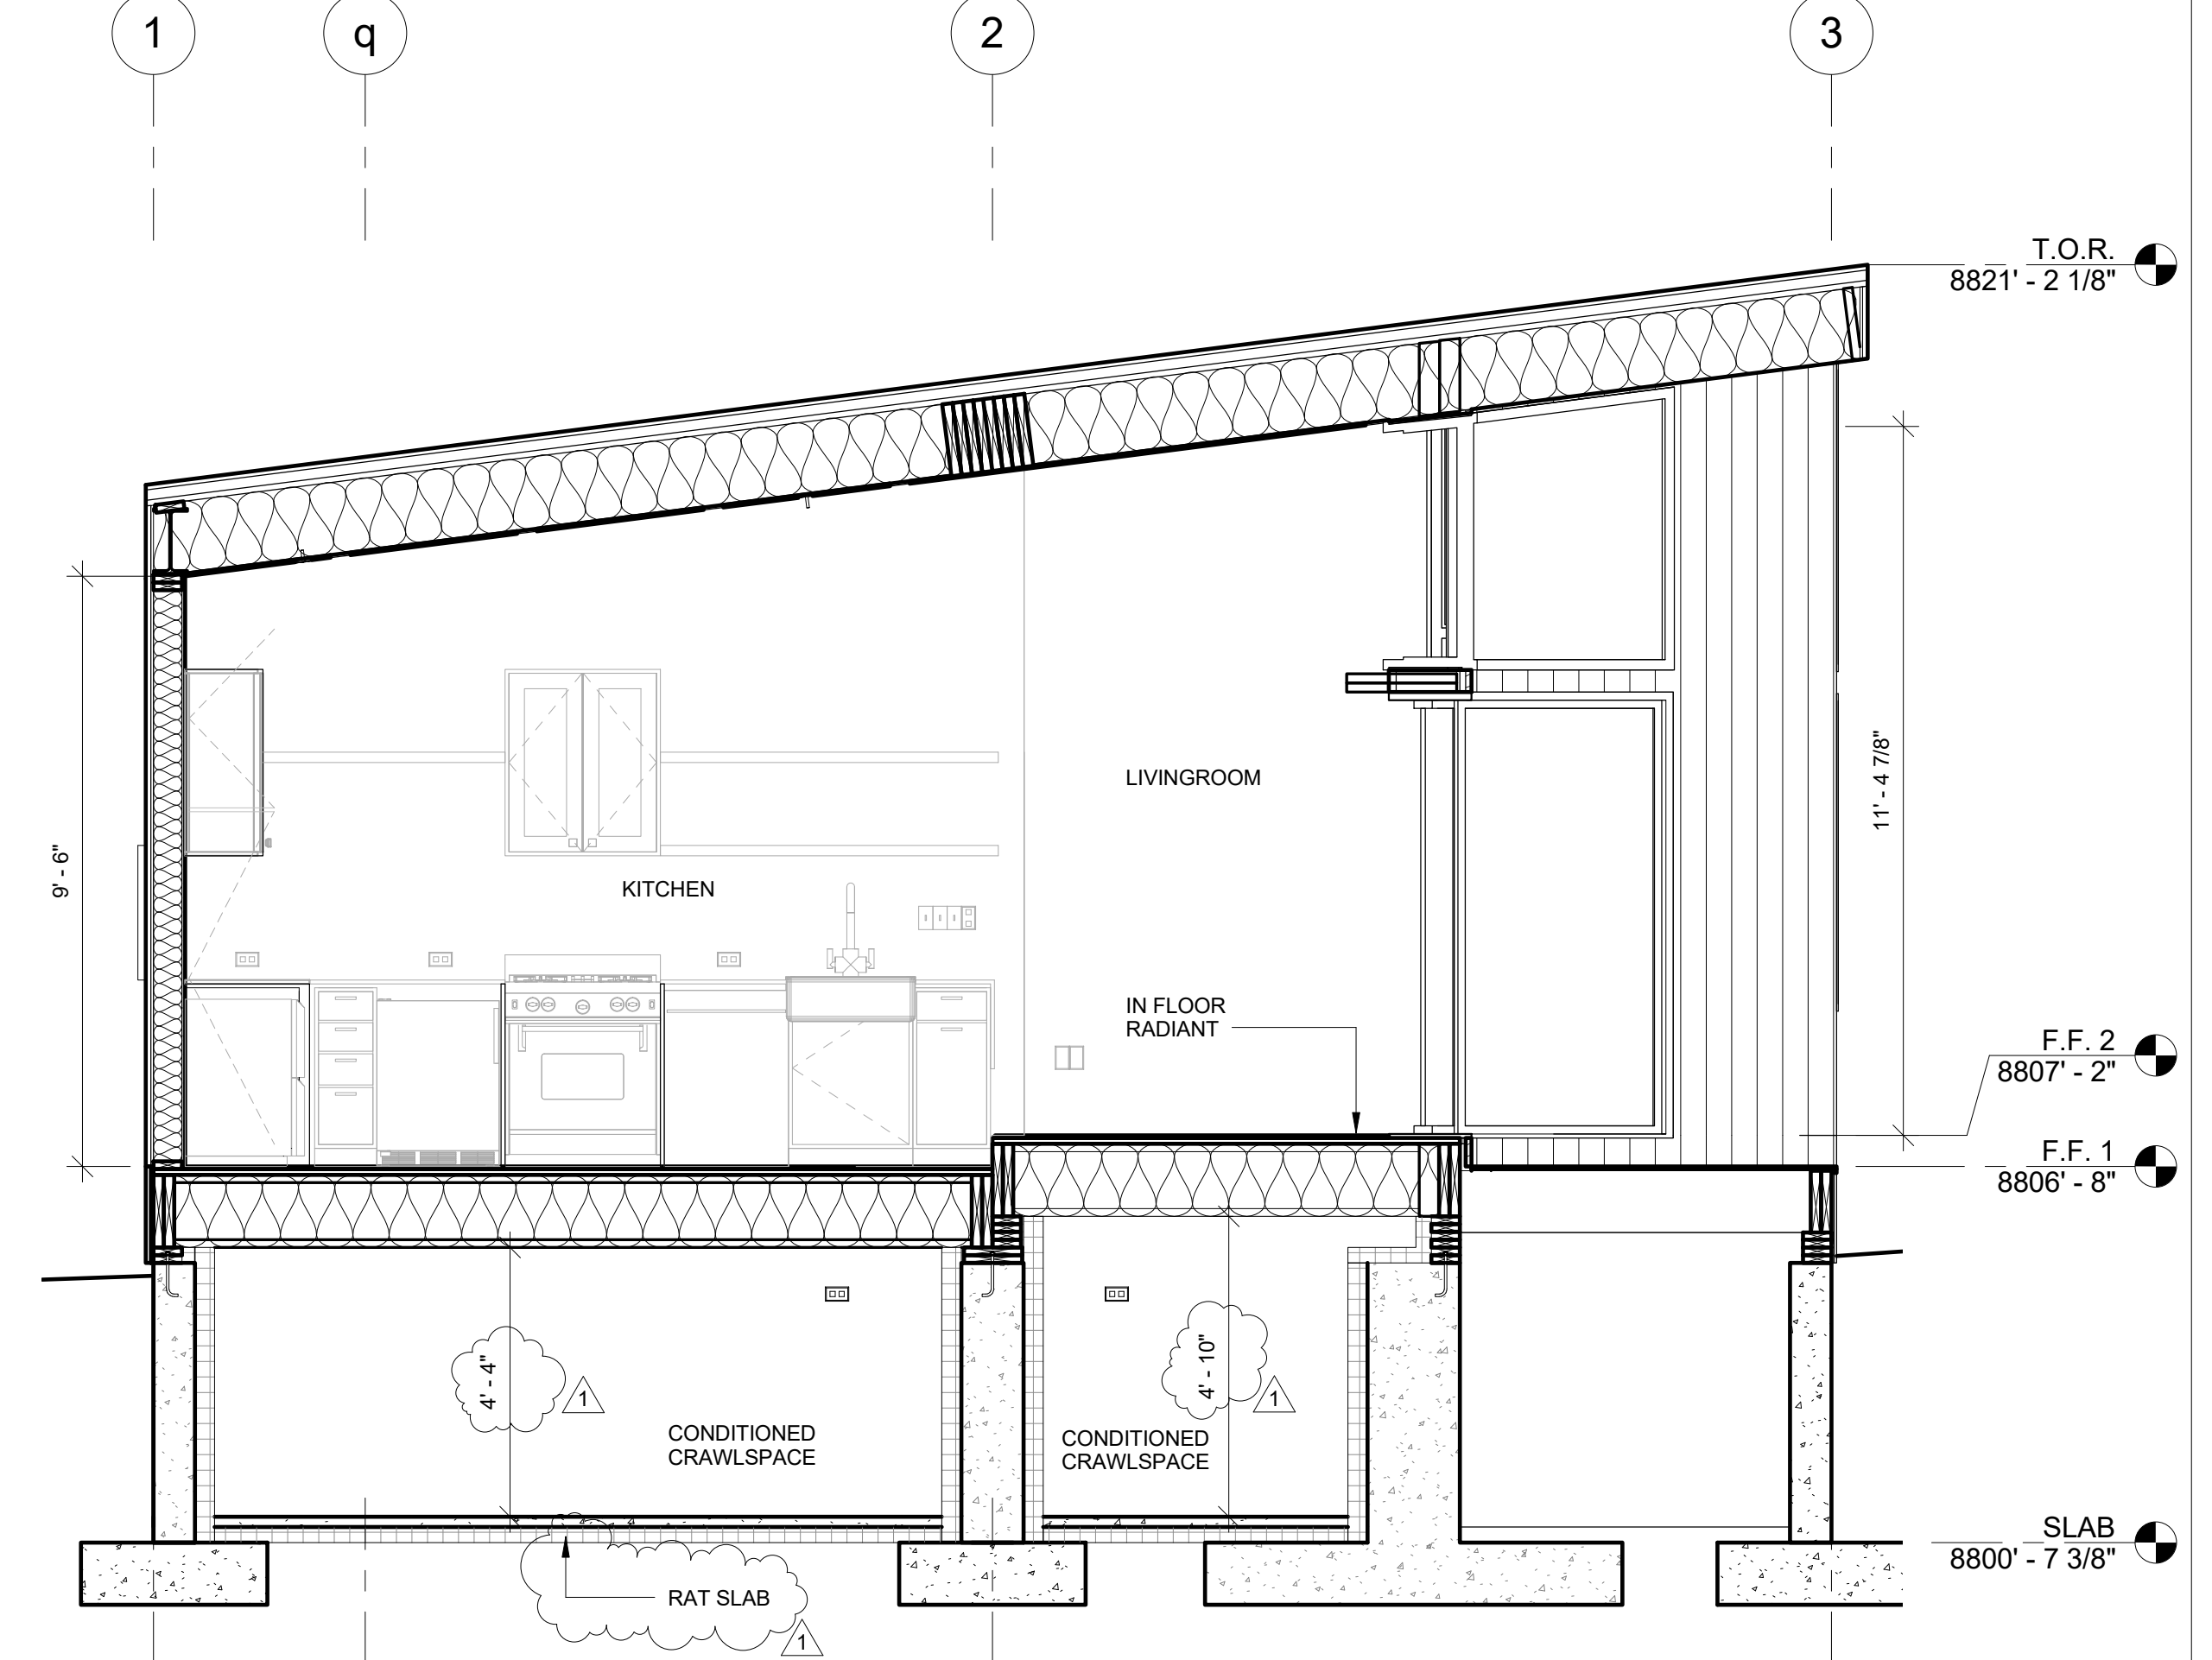 1
q
2
3
T.O.R.
8821' - 2 1/8"
LIVINGROOM
11' - 4 7/8"
9' - 6"
KITCHEN
IN FLOOR
RADIANT
F.F. 2
8807' - 2"
F.F. 1
8806' - 8"
4' - 4"
1
4' - 10"
1
CONDITIONED
CRAWLSPACE
CONDITIONED
CRAWLSPACE
SLAB
8800' - 7 3/8"
RAT SLAB
1